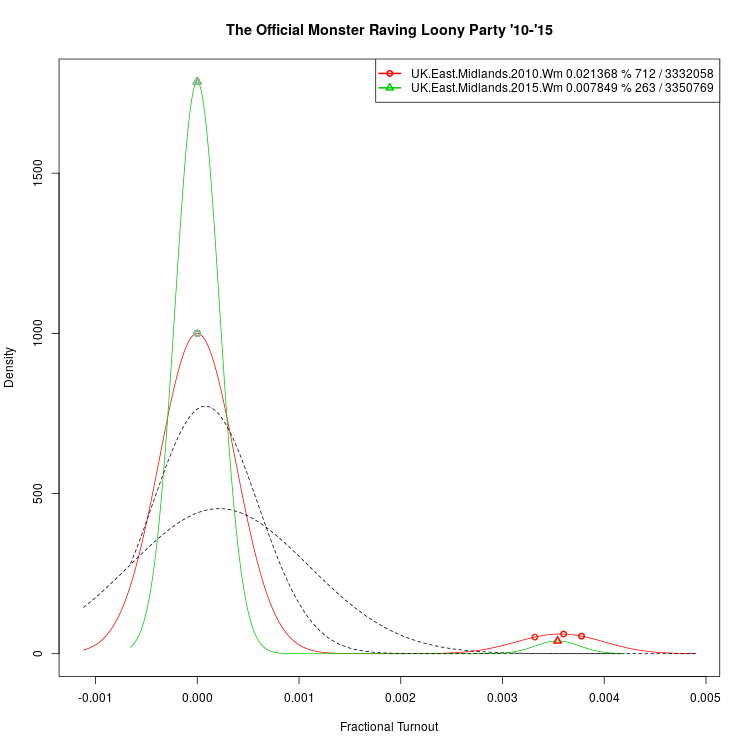 The Official Monster Raving Loony Party '10-'15
UK.East.Midlands.2010.Wm 0.021368 % 712 / 3332058
UK.East.Midlands.2015.Wm 0.007849 % 263 / 3350769
Density
1500
1000
500
0
-0.001 0.000 0.001 0.002 0.003 0.004 0.005
Fractional Turnout